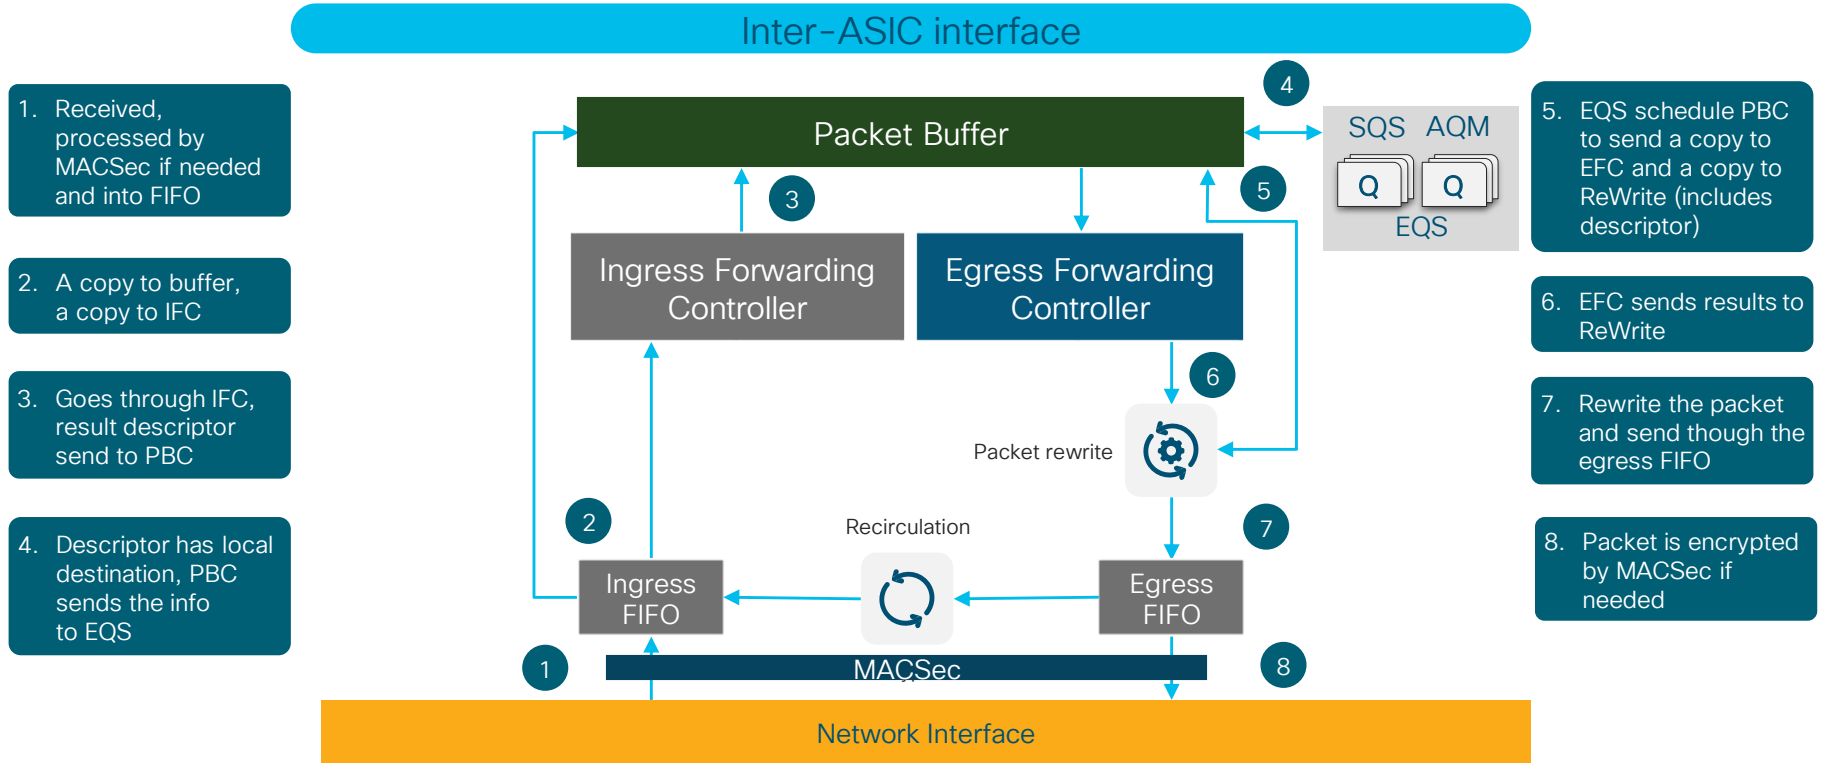 Inter-ASIC interface
1. Received,
processed by
MACSec if needed
and into FIFO
2. A copy to buffer,
a copy to IFC
3. Goes through IFC,
result descriptor
send to PBC
4. Descriptor has local
destination, PBC
sends the info
to EQS
Packet Buffer
4
SQS AQM
Q Q
EQS
3
5
Ingress Forwarding
Controller
Egress Forwarding
Controller
6
Packet rewrite
2
Recirculation
7
Ingress
FIFO
Egress
FIFO
1
MACSec
8
Network Interface
5. EQS schedule PBC
to send a copy to
EFC and a copy to
ReWrite (includes
descriptor)
6. EFC sends results to
ReWrite
7. Rewrite the packet
and send though the
egress FIFO
8. Packet is encrypted
by MACSec if
needed